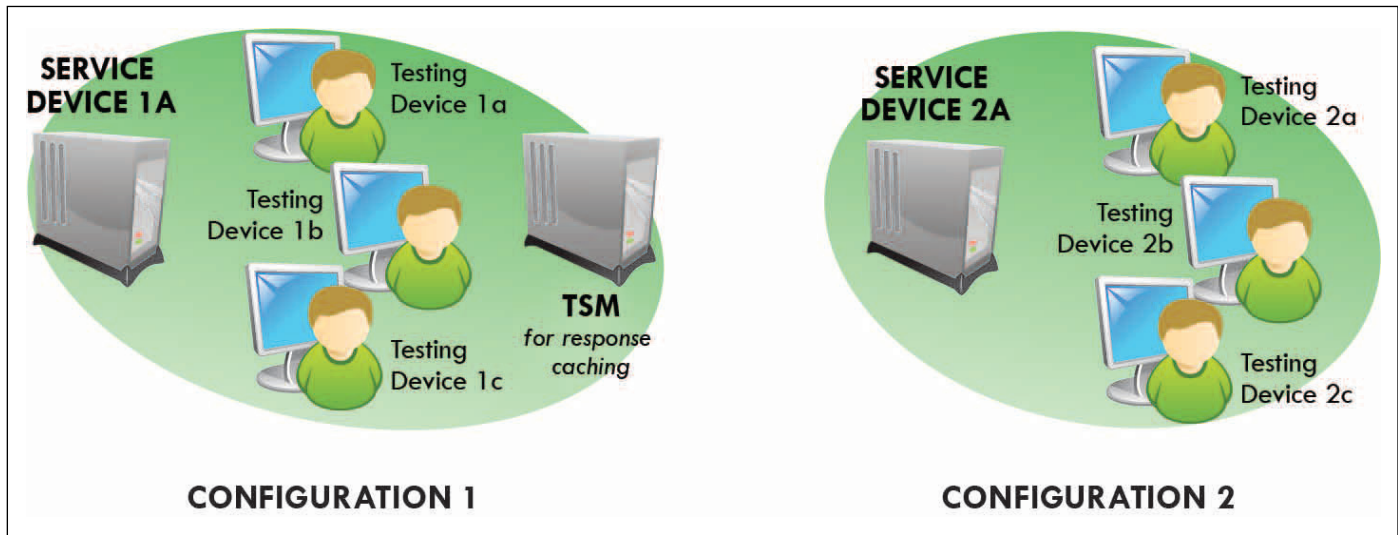 SERVICE
DEVICE 1A
Testing
Device 1a
Testing
Device 1b
Testing
Device 1c
TSM
for response
caching
CONFIGURATION 1
SERVICE
DEVICE 2A
Testing
Device 2a
Testing
Device 2b
Testing
Device 2c
CONFIGURATION 2